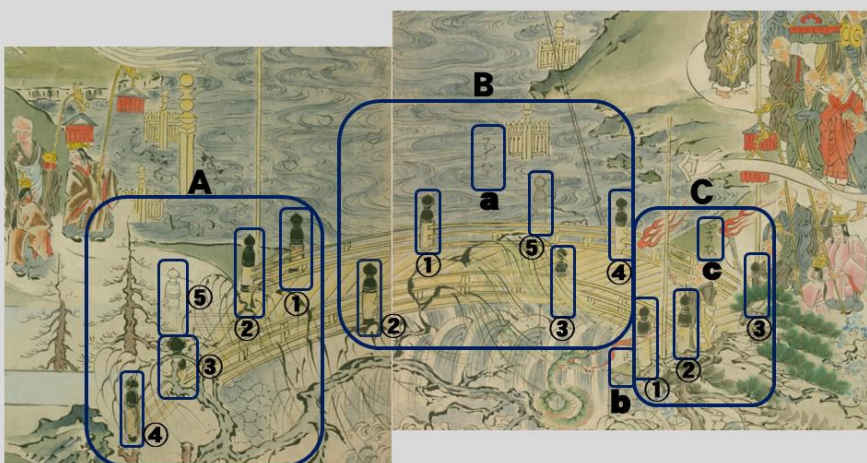 A
①
②
⑤
③
④
B
a
①
⑤
④
②
③
b
C
c
③
②
①